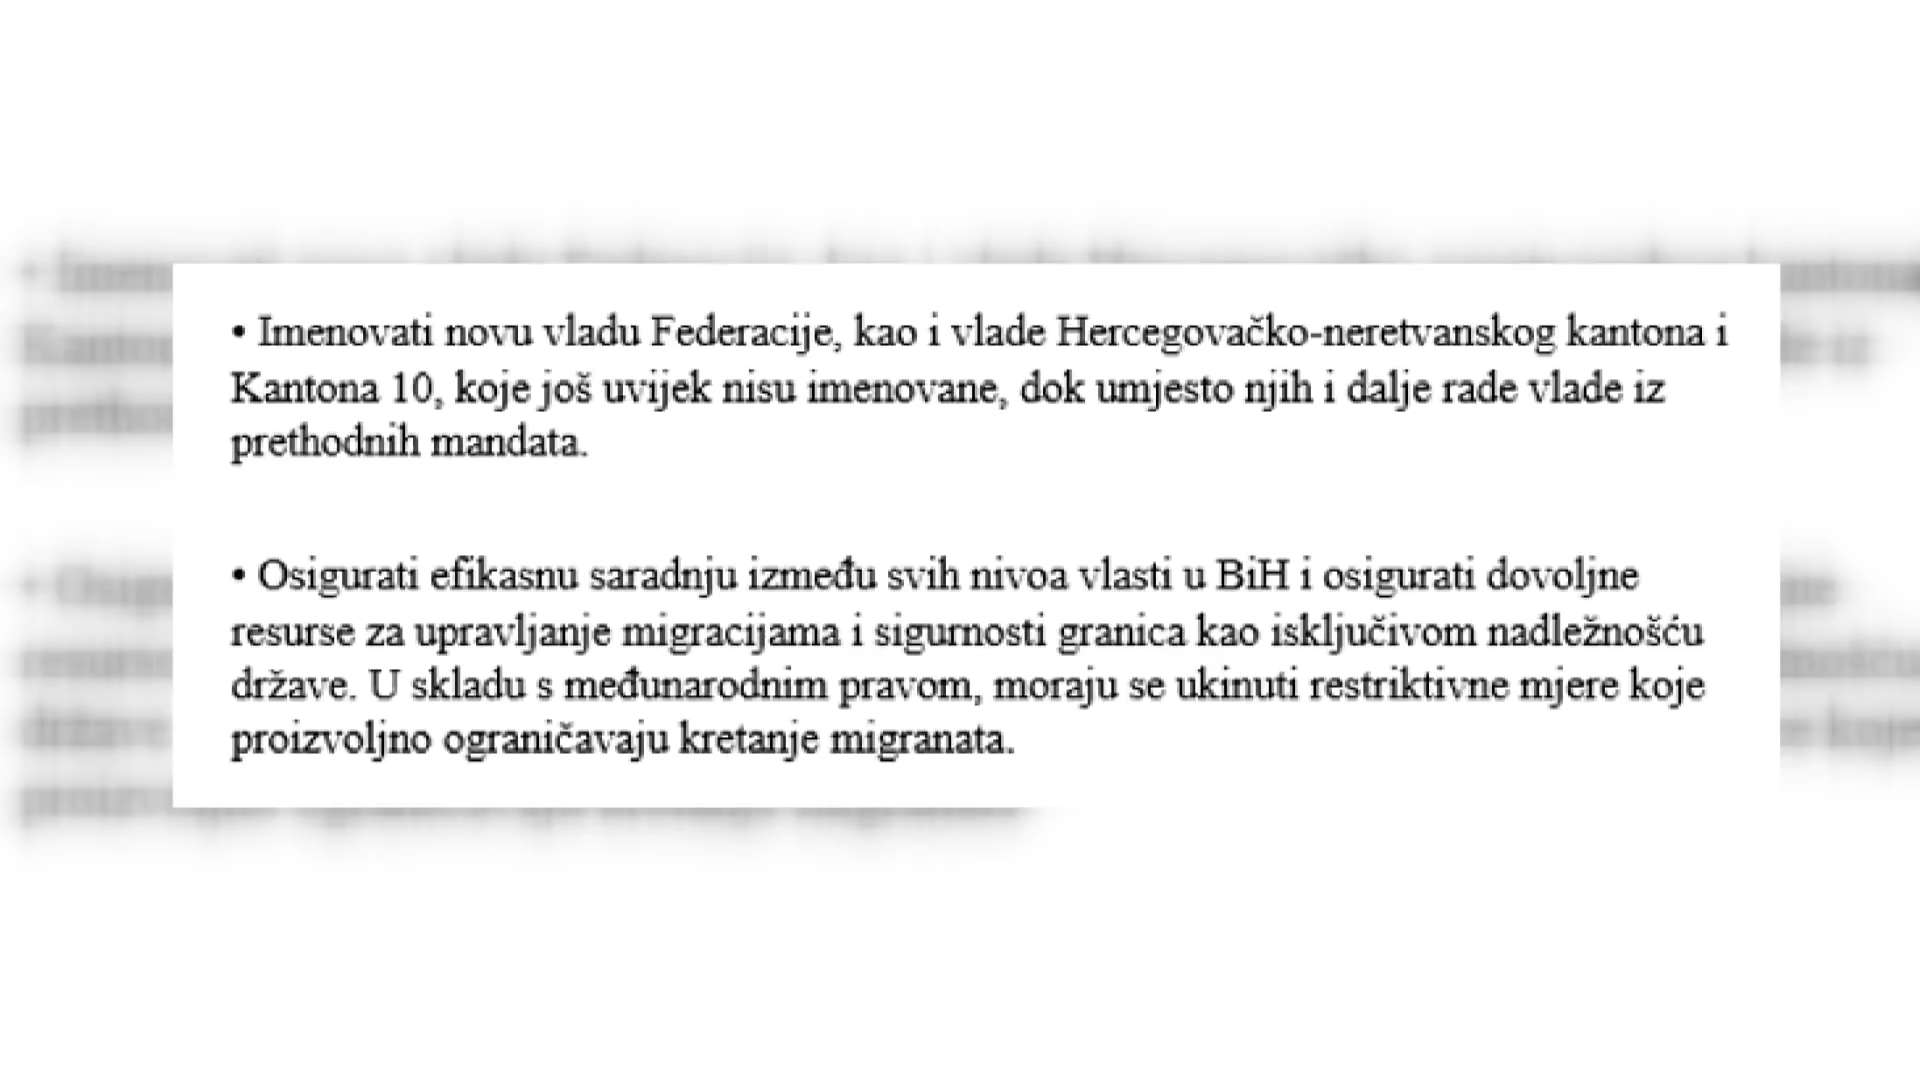 • Imenovati novu vladu Federacije, kao i vlade Hercegovačko-neretvanskog kantona i
Kantona 10, koje još uvijek nisu imenovane, dok umjesto njih i dalje rade vlade iz
prethodnih mandata.
• Osigurati efikasnu saradnju između svih nivoa vlasti u BiH i osigurati dovoljne
resurse za upravljanje migracijama i sigurnosti granica kao isključivom nadležnošću
države. U skladu s međunarodnim pravom, moraju se ukinuti restriktivne mjere koje
proizvoljno ograničavaju kretanje migranata.